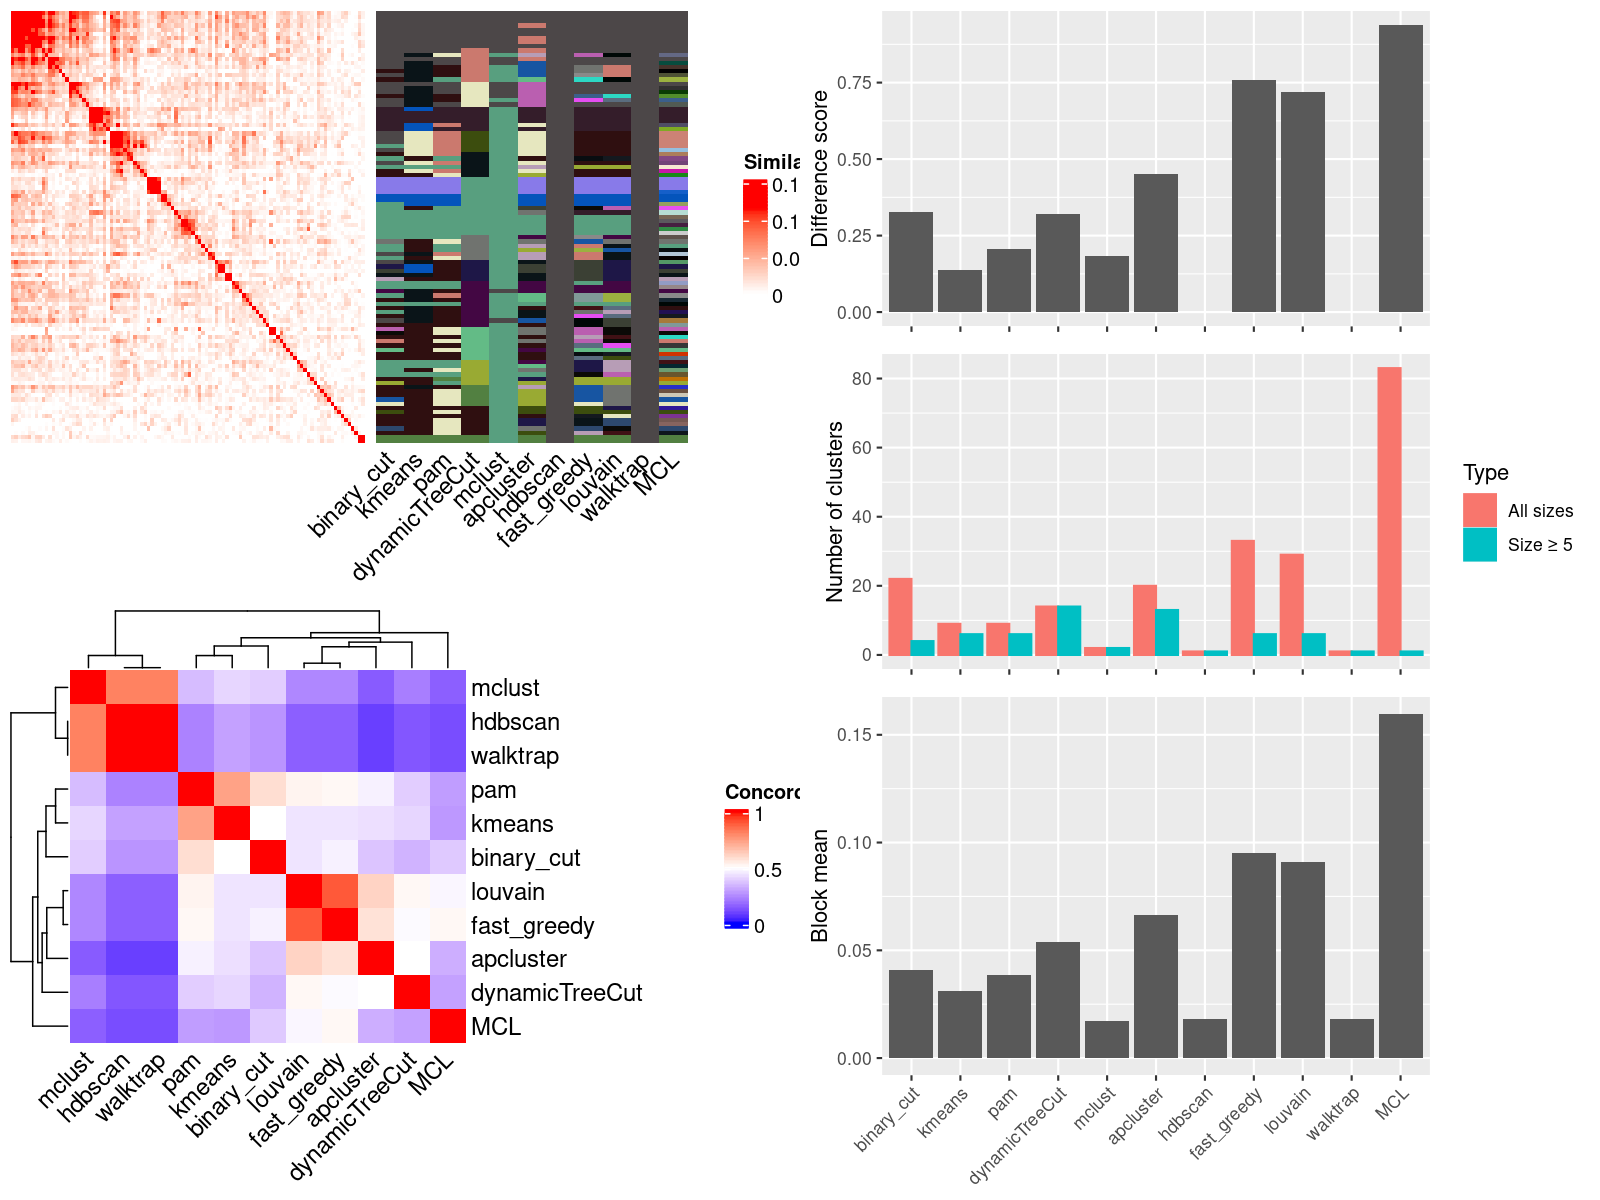 Simila
0.1
0.1
0.0
0
binary_cut
kmeans
pam
dynamicTreeCut
mclust
apcluster
hdbscan
fast_greedy
louvain
walktrap
MCL
mclust
hdbscan
walktrap
pam
kmeans
binary_cut
louvain
fast_greedy
apcluster
dynamicTreeCut
MCL
mclust
hdbscan
walktrap
pam
kmeans
binary_cut
louvain
fast_greedy
apcluster
dynamicTreeCut
MCL
Concord
1
0.5
0
Difference score
0.75
0.50
0.25
0.00
Number of clusters
80
60
40
20
0
Type
All sizes
Size ≥ 5
Block mean
0.15
0.10
0.05
0.00
binary_cut
kmeans
pam
dynamicTreeCut
mclust
apcluster
hdbscan
fast_greedy
louvain
walktrap
MCL